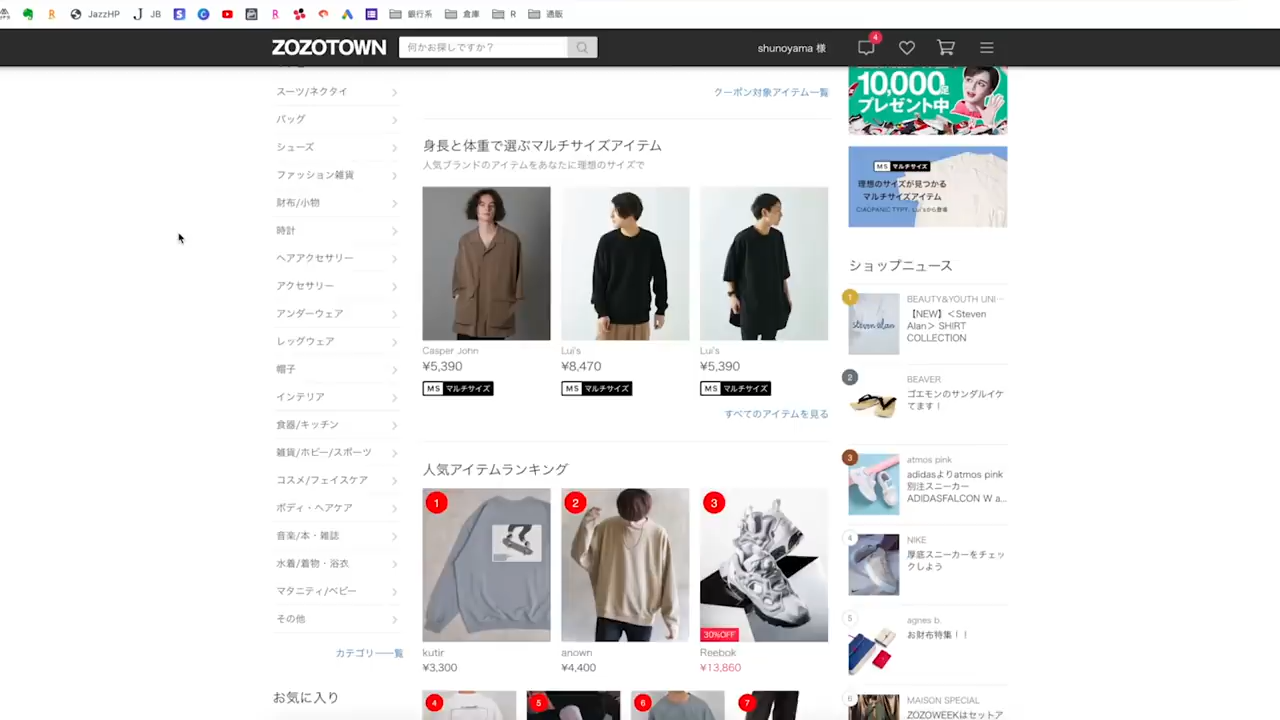 JazzHP
JB
銀行系
倉庫
R
通販
ZOZOTOWN
何かお探しですか？
shunoyama 様
4
スーツ/ネクタイ
バッグ
シューズ
ファッション雑貨
財布/小物
時計
ヘアアクセサリー
アクセサリー
アンダーウェア
レッグウェア
帽子
インテリア
食器/キッチン
雑貨/ホビー/スポーツ
コスメ/フェイスケア
ボディ・ヘアケア
音楽/本・雑誌
水着/着物・浴衣
マタニティ/ベビー
その他
カテゴリー一覧
お気に入り
クーポン対象アイテム一覧
身長と体重で選ぶマルチサイズアイテム
人気ブランドのアイテムをあなたに理想のサイズで
Casper John
¥5,390
MS マルチサイズ
Lui's
¥8,470
MS マルチサイズ
Lui's
¥5,390
MS マルチサイズ
すべてのアイテムを見る
人気アイテムランキング
1
kutir
¥3,300
2
anown
¥4,400
3
30%OFF
Reebok
¥13,860
4
5
6
7
10,000足
プレゼント中
MS マルチサイズ
理想のサイズが見つかる
マルチサイズアイテム
CIAOPANIC TYPY、Lui'sから登場
ショップニュース
1
steven alan
BEAUTY&YOUTH UNI…
【NEW】＜Steven
Alan＞ SHIRT
COLLECTION
2
BEAVER
ゴエモンのサンダルイケ
てます！
3
atmos pink
adidasよりatmos pink
別注スニーカー
ADIDASFALCON W a...
4
NIKE
厚底スニーカーをチェッ
クしよう
5
agnes b.
お財布特集！！
6
MAISON SPECIAL
ZOZOWEEKはセットア